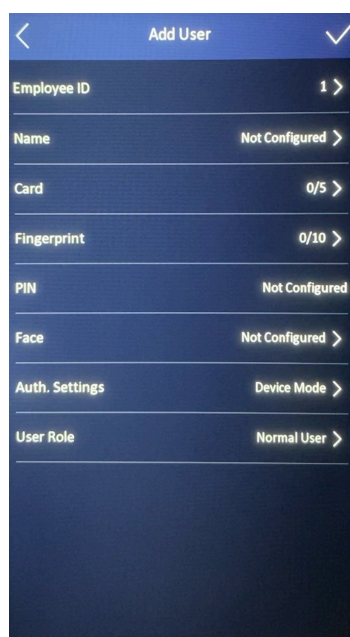 Add User
Employee ID 1
Name Not Configured
Card 0/5
Fingerprint 0/10
PIN Not Configured
Face Not Configured
Auth. Settings Device Mode
User Role Normal User